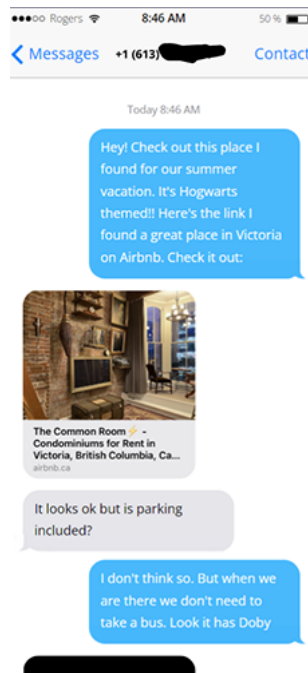 Rogers 8:46 AM 50 %
Messages +1 (613) Contact
Today 8:46 AM
Hey! Check out this place I
found for our summer
vacation. It's Hogwarts
themed!! Here's the link I
found a great place in Victoria
on Airbnb. Check it out:
The Common Room⚡ -
Condominiums for Rent in
Victoria, British Columbia, Ca...
airbnb.ca
It looks ok but is parking
included?
I don't think so. But when we
are there we don't need to
take a bus. Look it has Doby